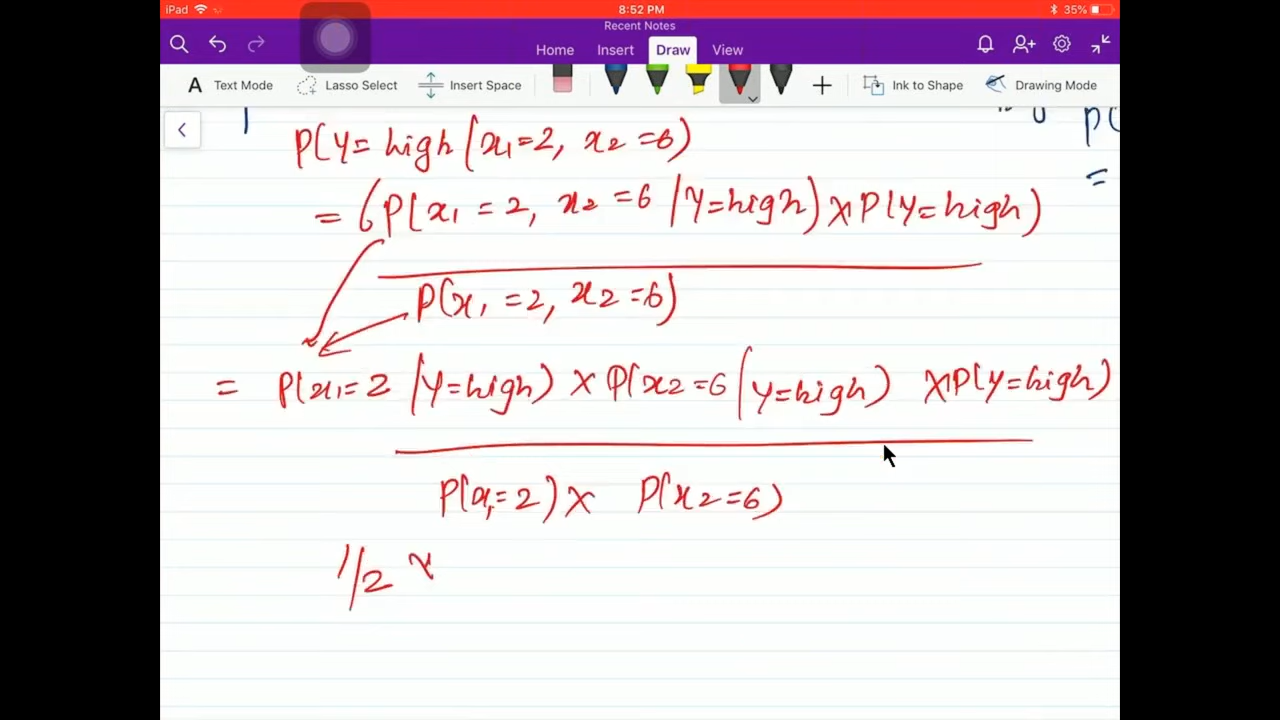 iPad 8:52 PM 35%
Recent Notes
Home Insert Draw View
A Text Mode Lasso Select Insert Space Ink to Shape Drawing Mode
P(Y= high (x1=2, x2 =6)
= 6P(x1 = 2, x2 =6 /Y=high) X P(Y=high)
P(x1 =2, x2=6)
= P(x1=2 /Y=high) X P(x2=6 /Y=high) X P(Y=high)
P(x1=2) X P(x2=6)
1/2 x